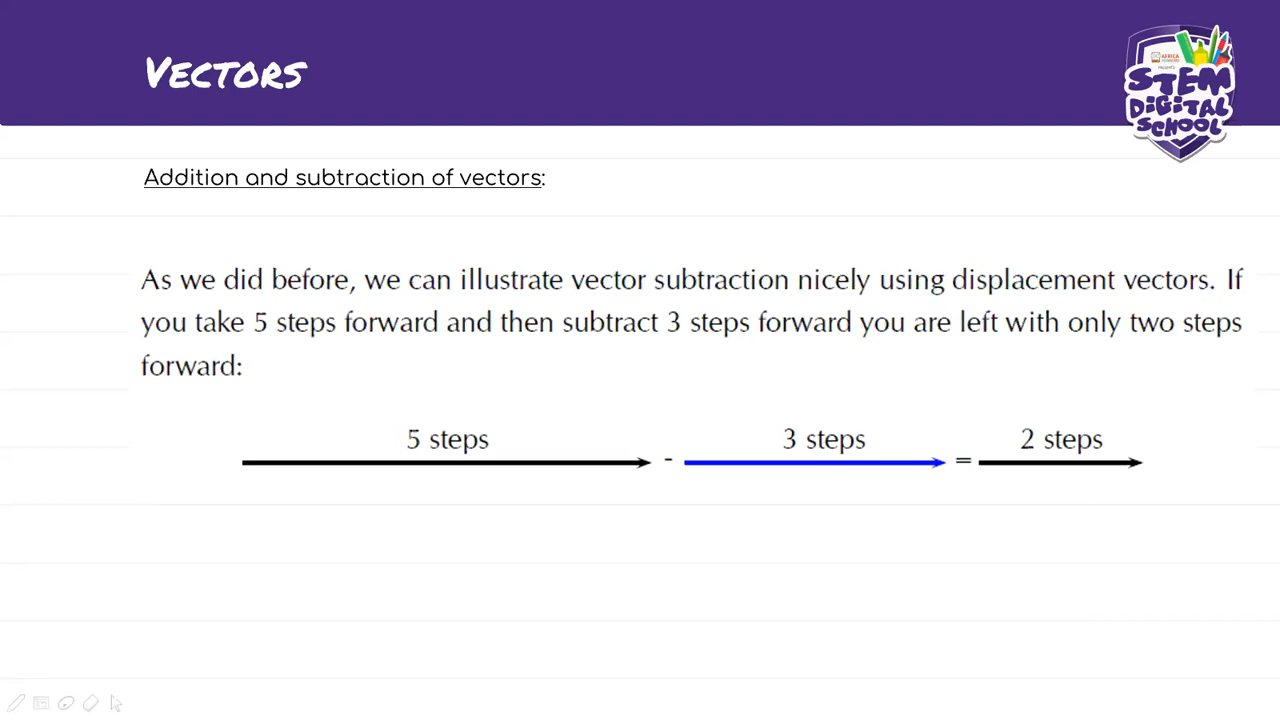 VECTORS
AFRICA
STEM
DIGITAL
SCHOOL
Addition and subtraction of vectors:
As we did before, we can illustrate vector subtraction nicely using displacement vectors. If
you take 5 steps forward and then subtract 3 steps forward you are left with only two steps
forward:
5 steps - 3 steps = 2 steps